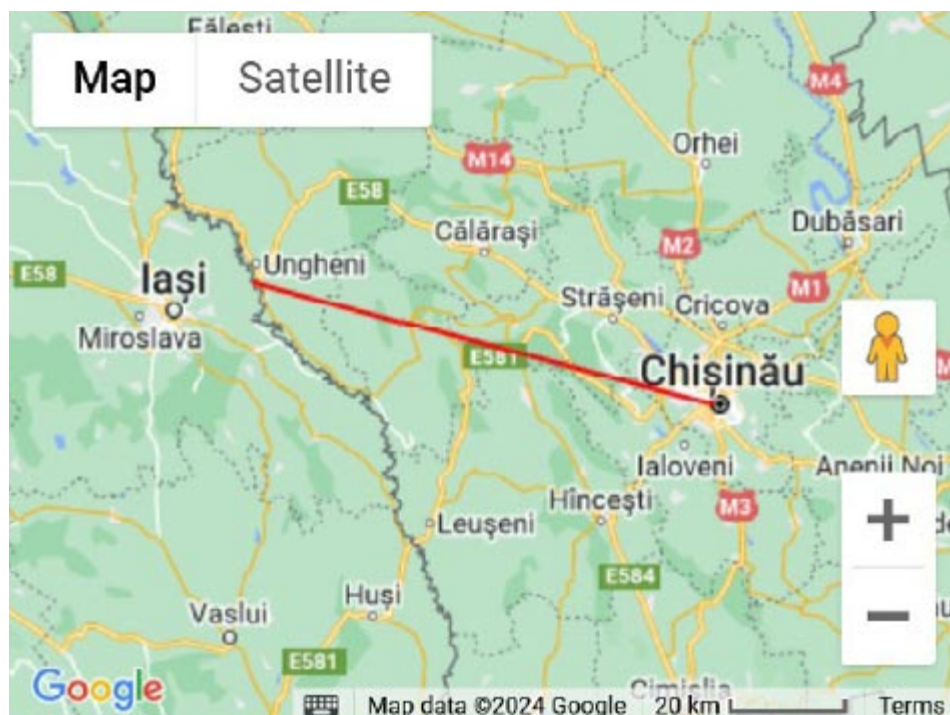 Fălești
Map Satellite
M4
Orhei
M14
E58
Călărași
Dubăsari
M2
Ungheni
E58
Iași
M1
Strășeni Cricova
Miroslava
E581
Chișinău
Ialoveni
Anenii Noi
Hîncești
M3
Leușeni
E584
Huși
Vaslui
E581
Google
Cimișlia
Map data ©2024 Google 20 km Terms